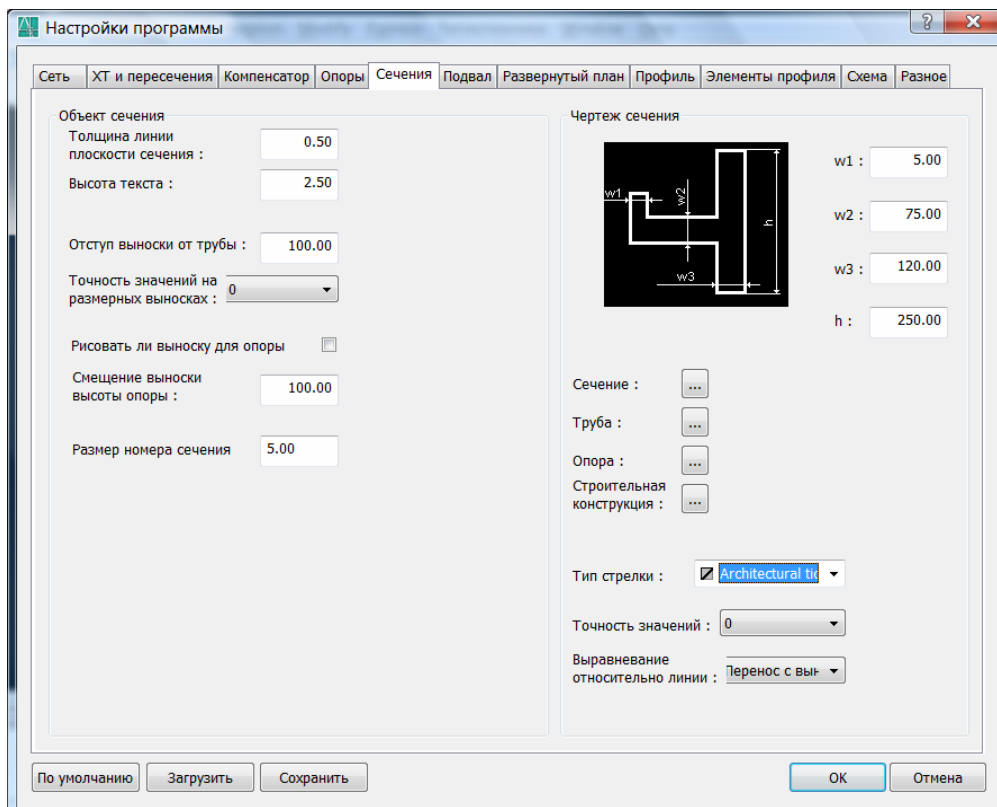 Настройки программы
Сеть ХТ и пересечения Компенсатор Опоры Сечения Подвал Развернутый план Профиль Элементы профиля Схема Разное
Объект сечения
Толщина линии
плоскости сечения : 0.50
Высота текста : 2.50
Отступ выноски от трубы : 100.00
Точность значений на
размерных выносках : 0
Рисовать ли выноску для опоры
Смещение выноски
высоты опоры : 100.00
Размер номера сечения 5.00
Чертеж сечения
w1
w2
h
w3
w1 : 5.00
w2 : 75.00
w3 : 120.00
h : 250.00
Сечение : ...
Труба : ...
Опора : ...
Строительная
конструкция : ...
Тип стрелки : Architectural tic
Точность значений : 0
Выравневание
относительно линии : Перенос с вын
По умолчанию Загрузить Сохранить OK Отмена